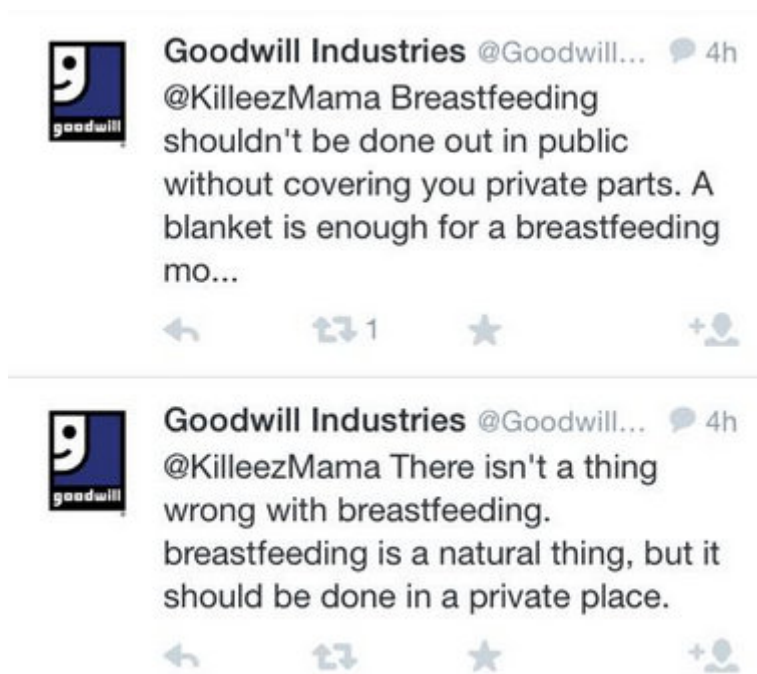 Goodwill Industries @Goodwill... 4h
@KilleezMama Breastfeeding
shouldn't be done out in public
without covering you private parts. A
blanket is enough for a breastfeeding
mo...
goodwill
1
Goodwill Industries @Goodwill... 4h
@KilleezMama There isn't a thing
wrong with breastfeeding.
breastfeeding is a natural thing, but it
should be done in a private place.
goodwill